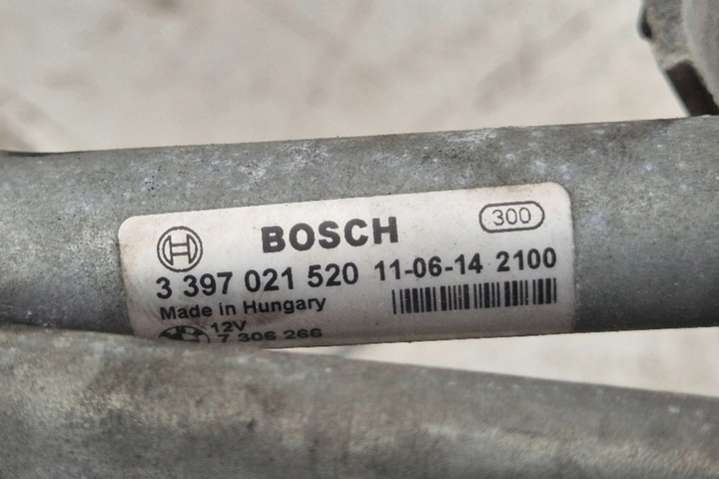 BOSCH
300
3 397 021 520 11-06-14 2100
Made in Hungary
12V
7 306 266